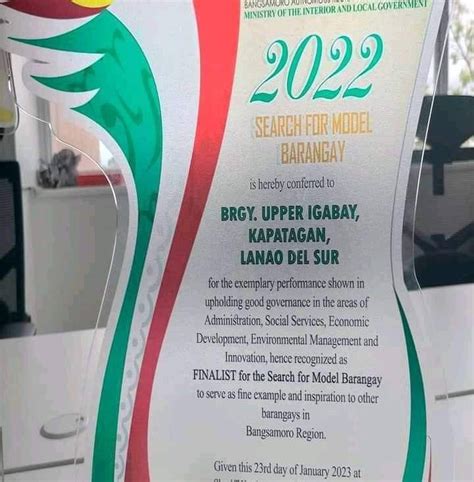 BANGSAMORO AUTONOMOUS
MINISTRY OF THE INTERIOR AND LOCAL GOVERNMENT
2022
SEARCH FOR MODEL
BARANGAY
is hereby conferred to
BRGY. UPPER IGABAY,
KAPATAGAN,
LANAO DEL SUR
for the exemplary performance shown in
upholding good governance in the areas of
Administration, Social Services, Economic
Development, Environmental Management and
Innovation, hence recognized as
FINALIST for the Search for Model Barangay
to serve as fine example and inspiration to other
barangays in
Bangsamoro Region.
Given this 23rd day of January 2023 at